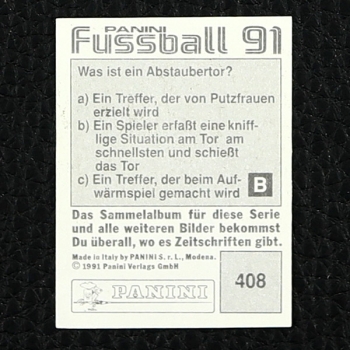 PANINI
Fussball 91
Was ist ein Abstaubertor?
a) Ein Treffer, der von Putzfrauen
erzielt wird
b) Ein Spieler erfaßt eine kniff-
lige Situation am Tor am
schnellsten und schießt
das Tor
c) Ein Treffer, der beim Auf-
wärmspiel gemacht wird
B
Das Sammelalbum für diese Serie
und alle weiteren Bilder bekommst
Du überall, wo es Zeitschriften gibt.
Made in Italy by PANINI S. r. L., Modena.
© 1991 Panini Verlags GmbH
PANINI
408